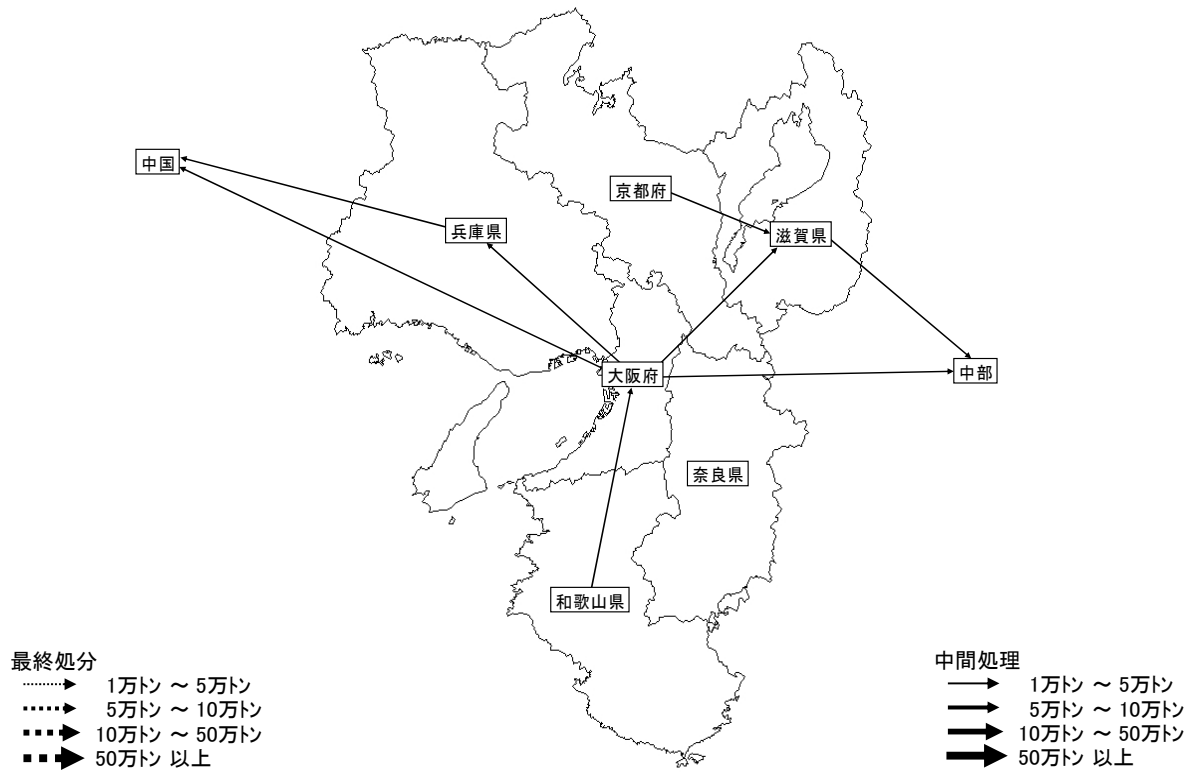 中国
京都府
兵庫県
滋賀県
大阪府
中部
奈良県
和歌山県
最終処分
1万トン ～ 5万トン
5万トン ～ 10万トン
10万トン ～ 50万トン
50万トン 以上
中間処理
1万トン ～ 5万トン
5万トン ～ 10万トン
10万トン ～ 50万トン
50万トン 以上